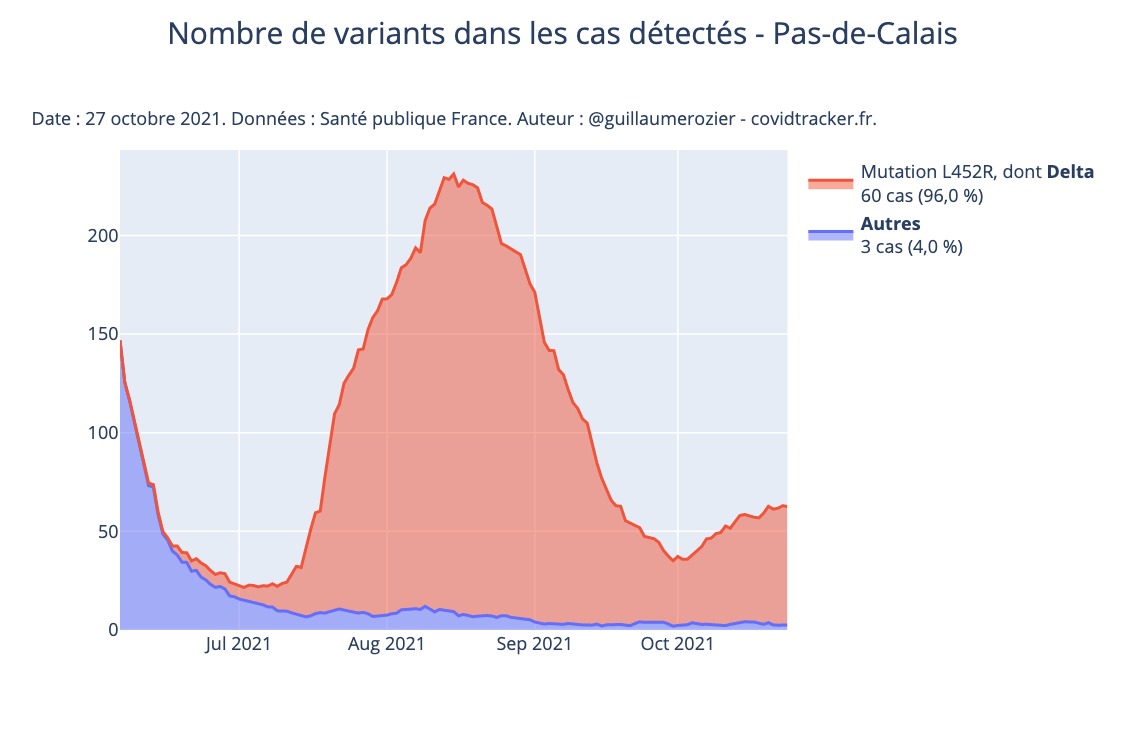 Nombre de variants dans les cas détectés - Pas-de-Calais
Date : 27 octobre 2021. Données : Santé publique France. Auteur : @guillaumerozier - covidtracker.fr.
Mutation L452R, dont Delta
60 cas (96,0 %)
Autres
3 cas (4,0 %)
200
150
100
50
0
Jul 2021
Aug 2021
Sep 2021
Oct 2021